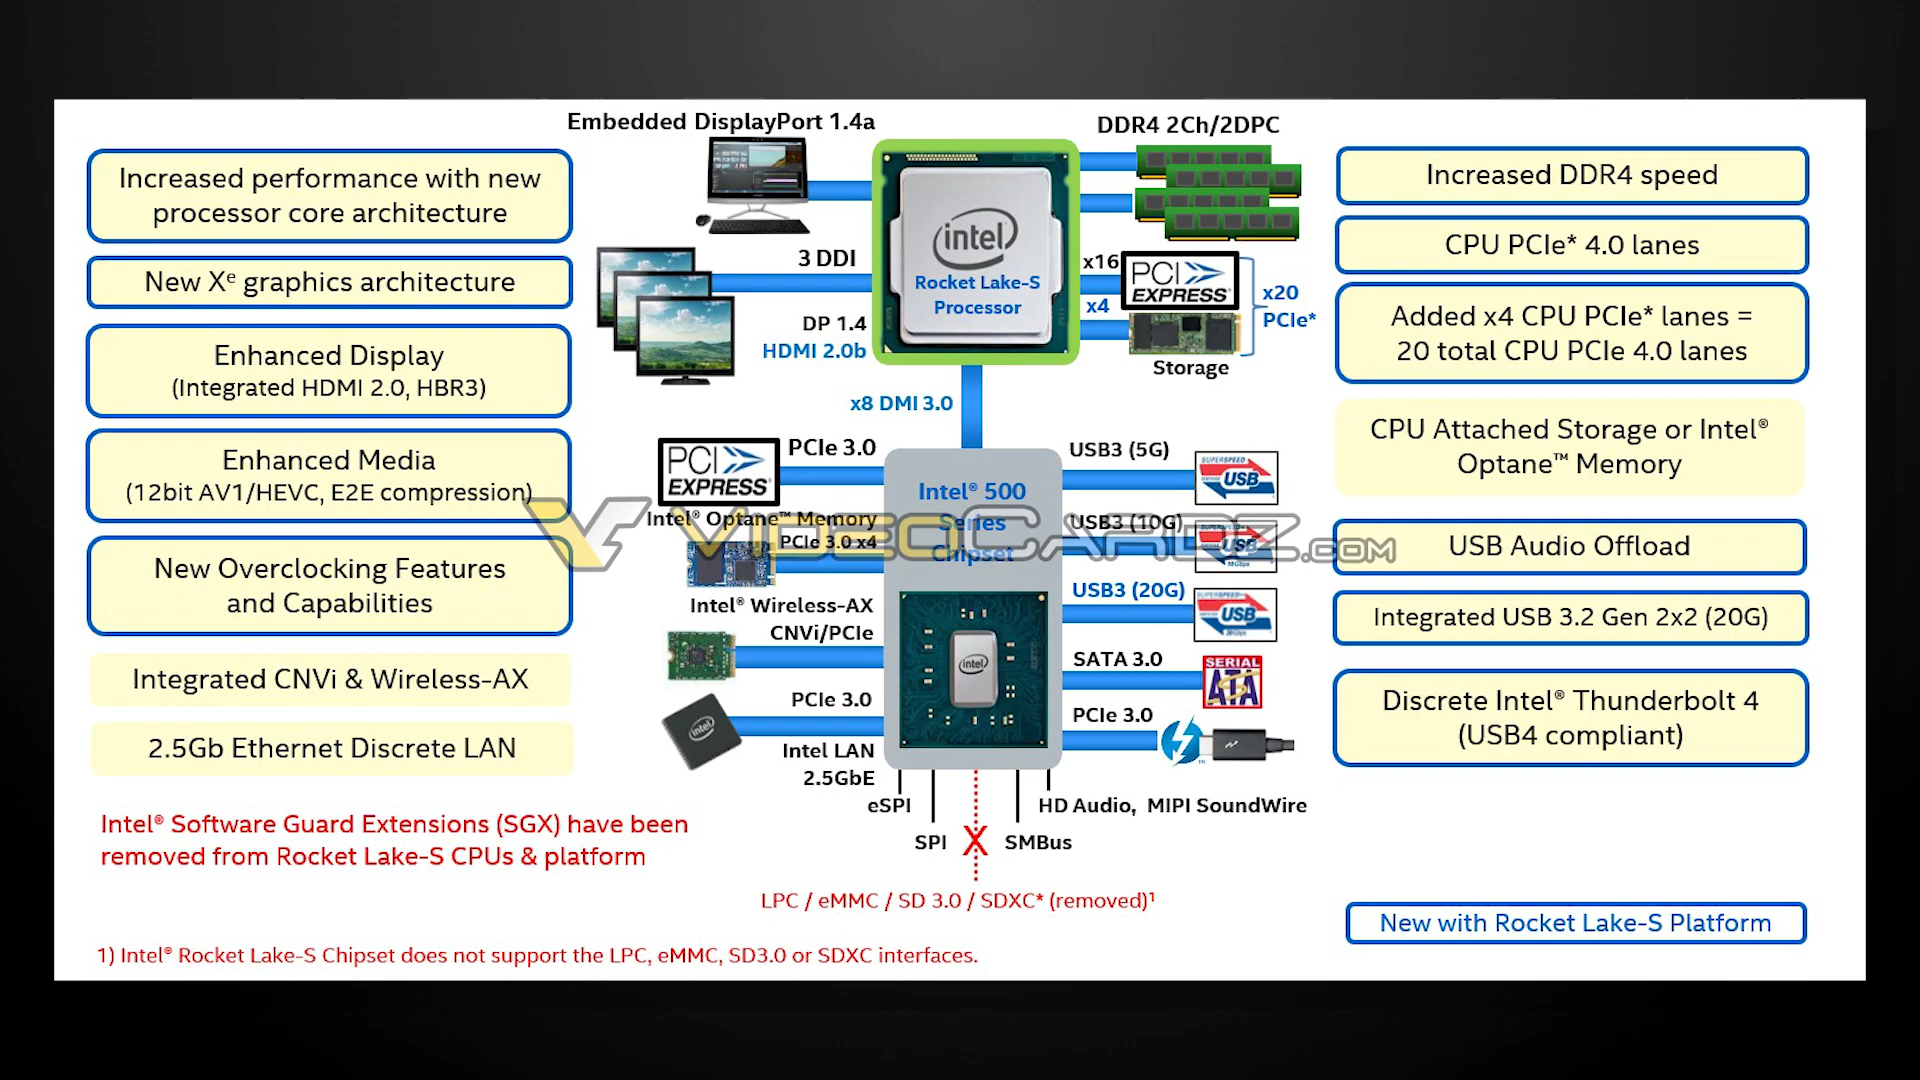 Increased performance with new
processor core architecture
New Xᵉ graphics architecture
Enhanced Display
(Integrated HDMI 2.0, HBR3)
Enhanced Media
(12bit AV1/HEVC, E2E compression)
New Overclocking Features
and Capabilities
Integrated CNVi & Wireless-AX
2.5Gb Ethernet Discrete LAN
Intel® Software Guard Extensions (SGX) have been
removed from Rocket Lake-S CPUs & platform
1) Intel® Rocket Lake-S Chipset does not support the LPC, eMMC, SD3.0 or SDXC interfaces.
Embedded DisplayPort 1.4a
3 DDI
DP 1.4
HDMI 2.0b
intel
Rocket Lake-S
Processor
DDR4 2Ch/2DPC
x16
PCI
EXPRESS®
x4
x20
PCIe*
Storage
x8 DMI 3.0
PCI
EXPRESS®
PCIe 3.0
Intel® Optane™ Memory
PCIe 3.0 x4
Intel® Wireless-AX
CNVi/PCIe
intel
PCIe 3.0
Intel LAN
2.5GbE
Intel® 500
Series
Chipset
intel
USB3 (5G)
SUPERSPEED
USB
USB3 (10G)
SUPERSPEED+
USB
10Gbps
USB3 (20G)
SUPERSPEED+
USB
20Gbps
SATA 3.0
SERIAL
ATA
PCIe 3.0
eSPI
SPI
X
SMBus
HD Audio, MIPI SoundWire
LPC / eMMC / SD 3.0 / SDXC* (removed)¹
VIDEOCARDZ.COM
Increased DDR4 speed
CPU PCIe* 4.0 lanes
Added x4 CPU PCIe* lanes =
20 total CPU PCIe 4.0 lanes
CPU Attached Storage or Intel®
Optane™ Memory
USB Audio Offload
Integrated USB 3.2 Gen 2x2 (20G)
Discrete Intel® Thunderbolt 4
(USB4 compliant)
New with Rocket Lake-S Platform